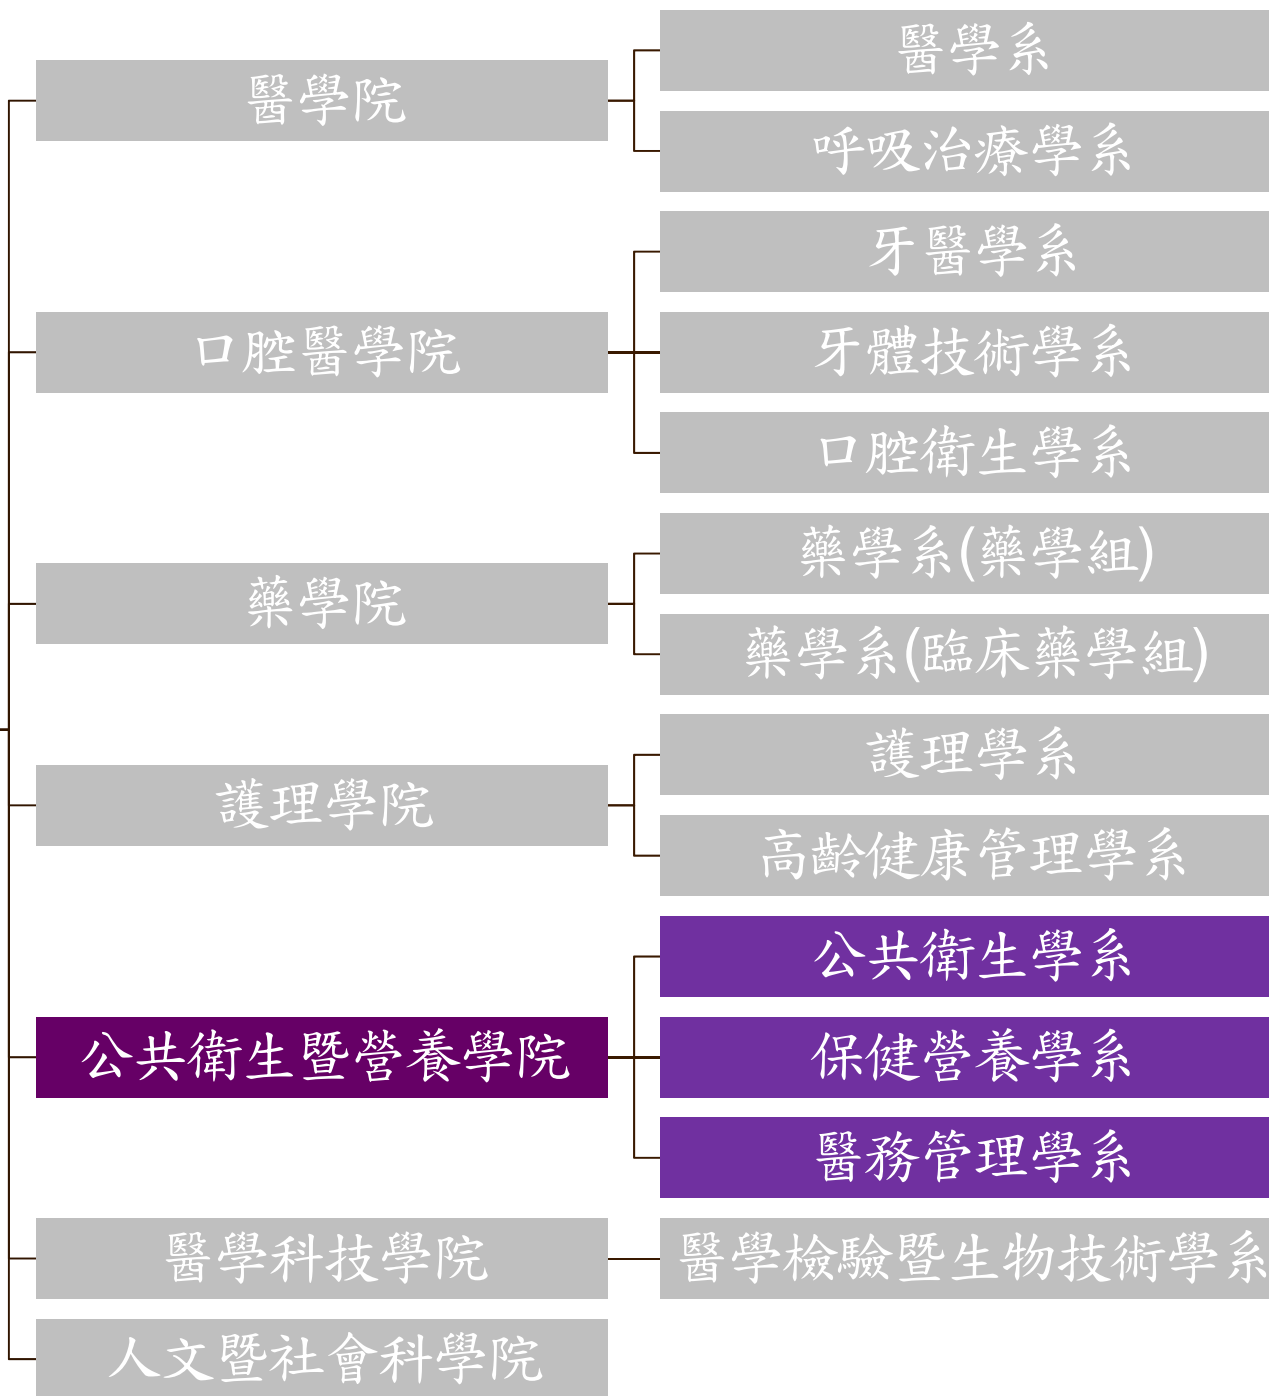 醫學院
醫學系
呼吸治療學系
口腔醫學院
牙醫學系
牙體技術學系
口腔衛生學系
藥學院
藥學系(藥學組)
藥學系(臨床藥學組)
護理學院
護理學系
高齡健康管理學系
公共衛生暨營養學院
公共衛生學系
保健營養學系
醫務管理學系
醫學科技學院
醫學檢驗暨生物技術學系
人文暨社會科學院